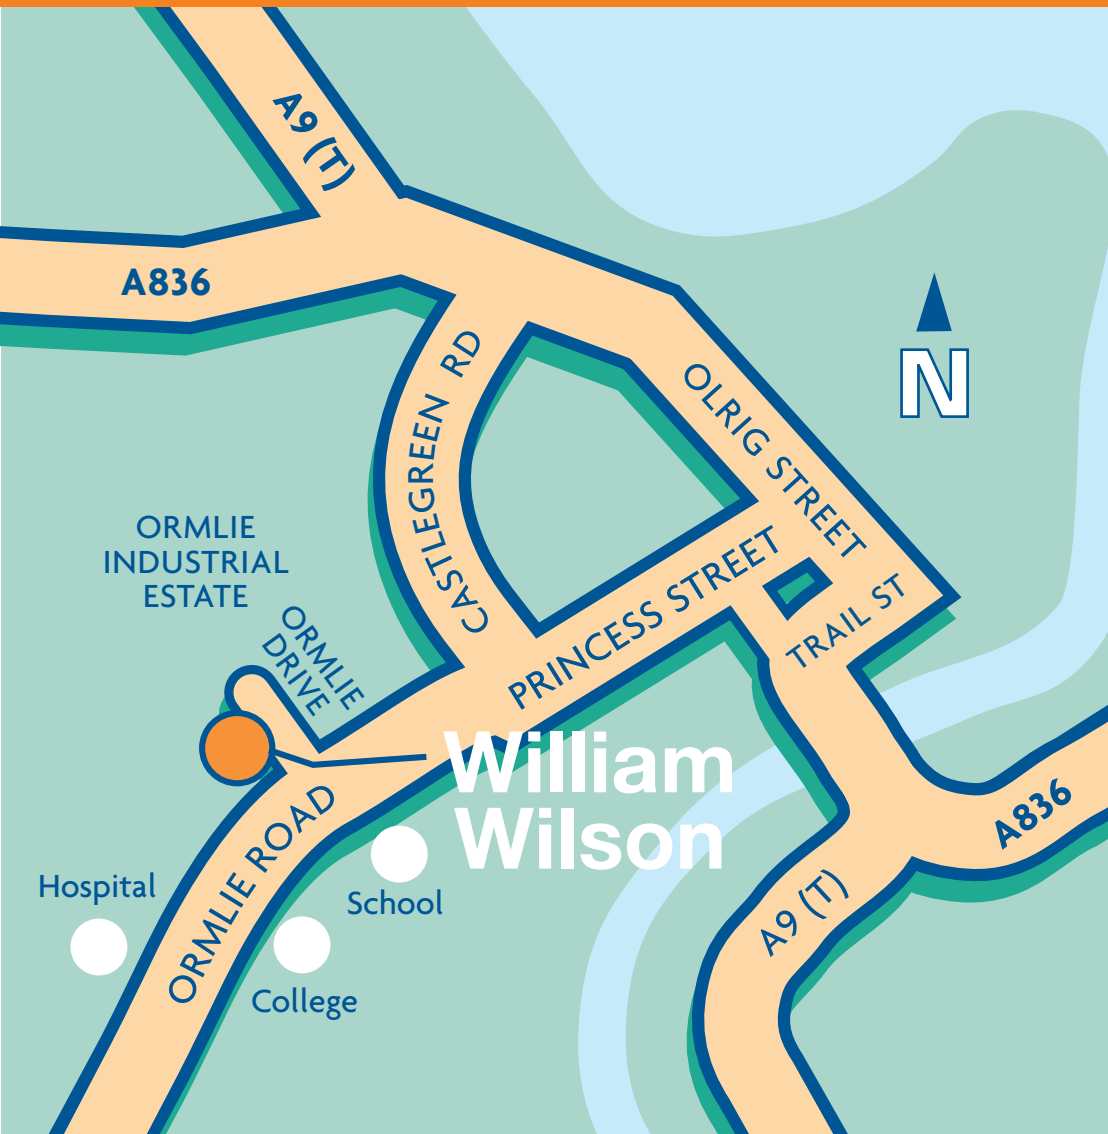 A9 (T)
A836
CASTLEGREEN RD
OLRIG STREET
N
PRINCESS STREET
TRAIL ST
ORMLIE
INDUSTRIAL
ESTATE
ORMLIE
DRIVE
William
Wilson
ORMLIE ROAD
A836
A9 (T)
Hospital
School
College